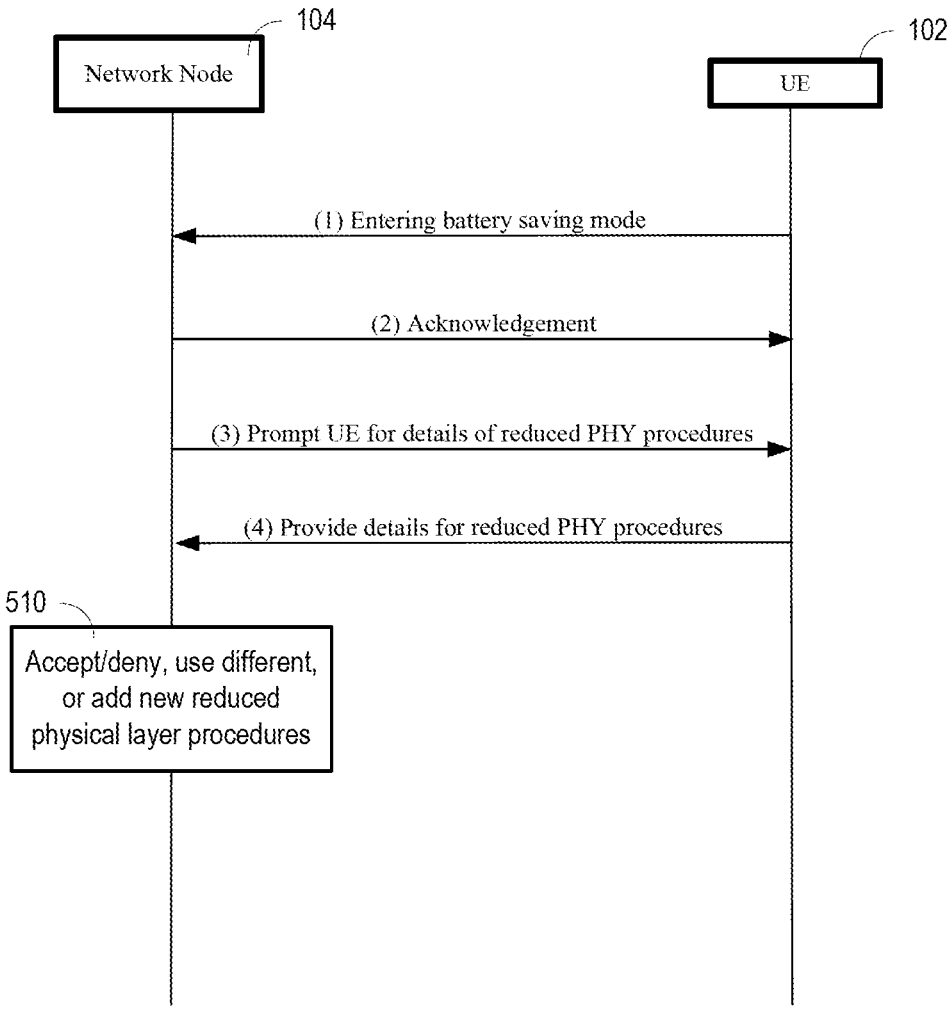 104
102
Network Node
UE
(1) Entering battery saving mode
(2) Acknowledgement
(3) Prompt UE for details of reduced PHY procedures
(4) Provide details for reduced PHY procedures
510
Accept/deny, use different,
or add new reduced
physical layer procedures